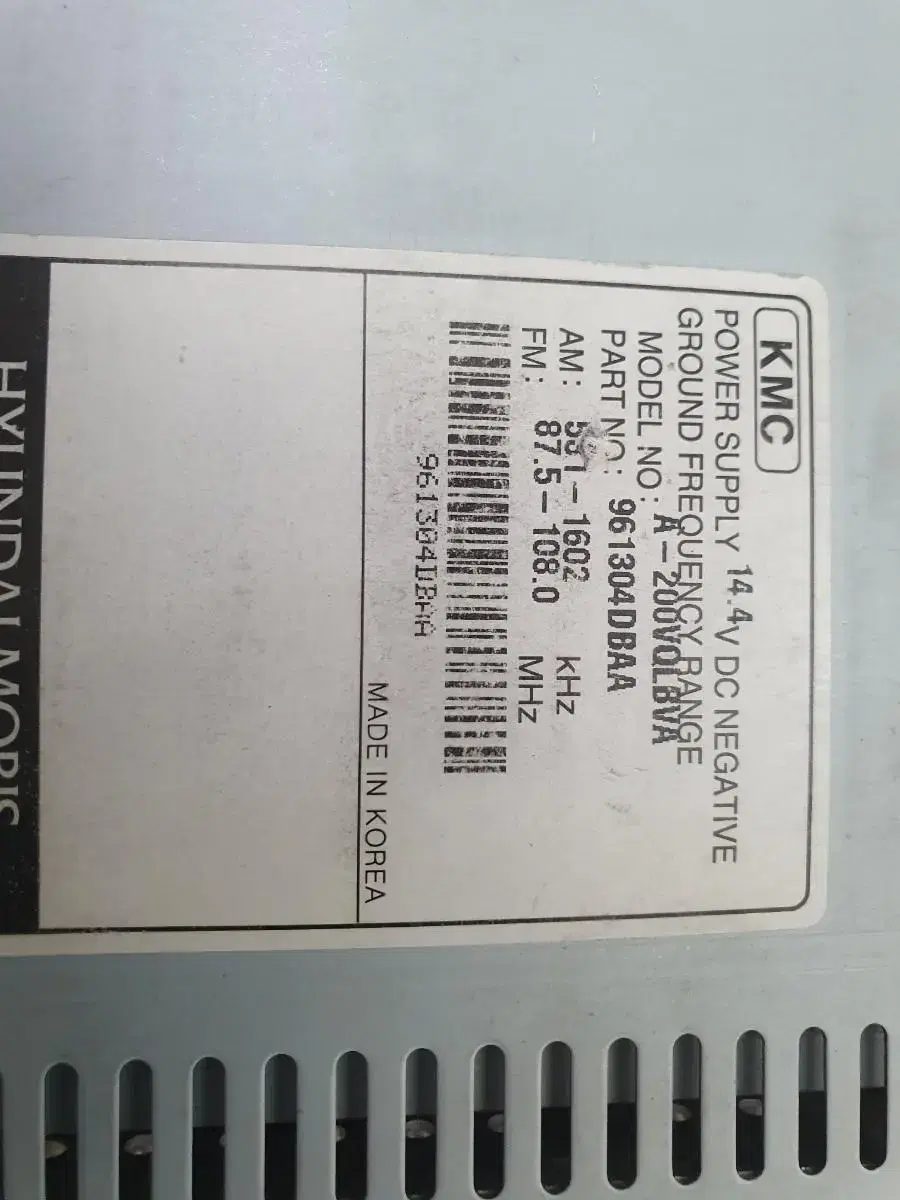 KMC
POWER SUPPLY 14.4V DC NEGATIVE
GROUND FREQUENCY RANGE
MODEL NO: A-200VQLBVA
PART NO: 961304DBAA
AM: 531-1602 kHz
FM: 87.5-108.0 MHz
961304DBAA
MADE IN KOREA
HYUNDAI MOBIS